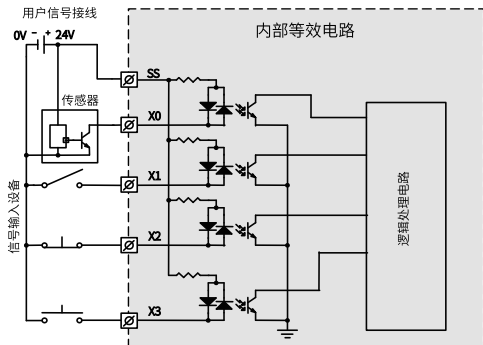 用户信号接线
内部等效电路
0V - + 24V
SS
传感器
X0
X1
信号输入设备
逻辑处理电路
X2
X3